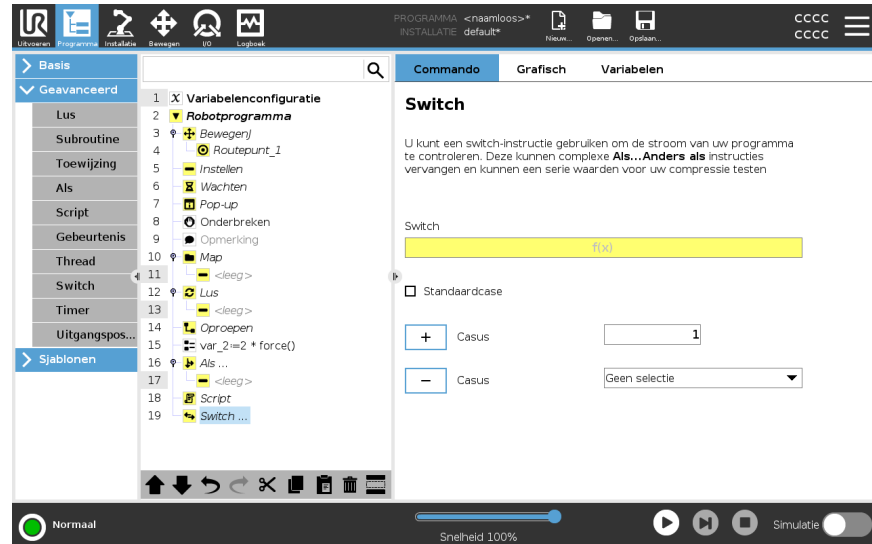 UR
PROGRAMMA <naamloos>*
INSTALLATIE default*
CCCC
CCCC
Uitvoeren Programma Installatie Bewegen I/O Logboek Nieuw... Openen... Opslaan...
Basis
Geavanceerd
Lus
Subroutine
Toewijzing
Als
Script
Gebeurtenis
Thread
Switch
Timer
Uitgangspos...
Sjablonen
1 X Variabelenconfiguratie
2 Robotprogramma
3 BewegenJ
4 Routepunt_1
5 Instellen
6 Wachten
7 Pop-up
8 Onderbreken
9 Opmerking
10 Map
11 <leeg>
12 Lus
13 <leeg>
14 Oproepen
15 var_2:=2 * force()
16 Als ...
17 <leeg>
18 Script
19 Switch ...
Commando Grafisch Variabelen
Switch
U kunt een switch-instructie gebruiken om de stroom van uw programma
te controleren. Deze kunnen complexe Als...Anders als instructies
vervangen en kunnen een serie waarden voor uw compressie testen
Switch
f(x)
Standaardcase
+ Casus 1
− Casus Geen selectie
Normaal
Snelheid 100%
Simulatie